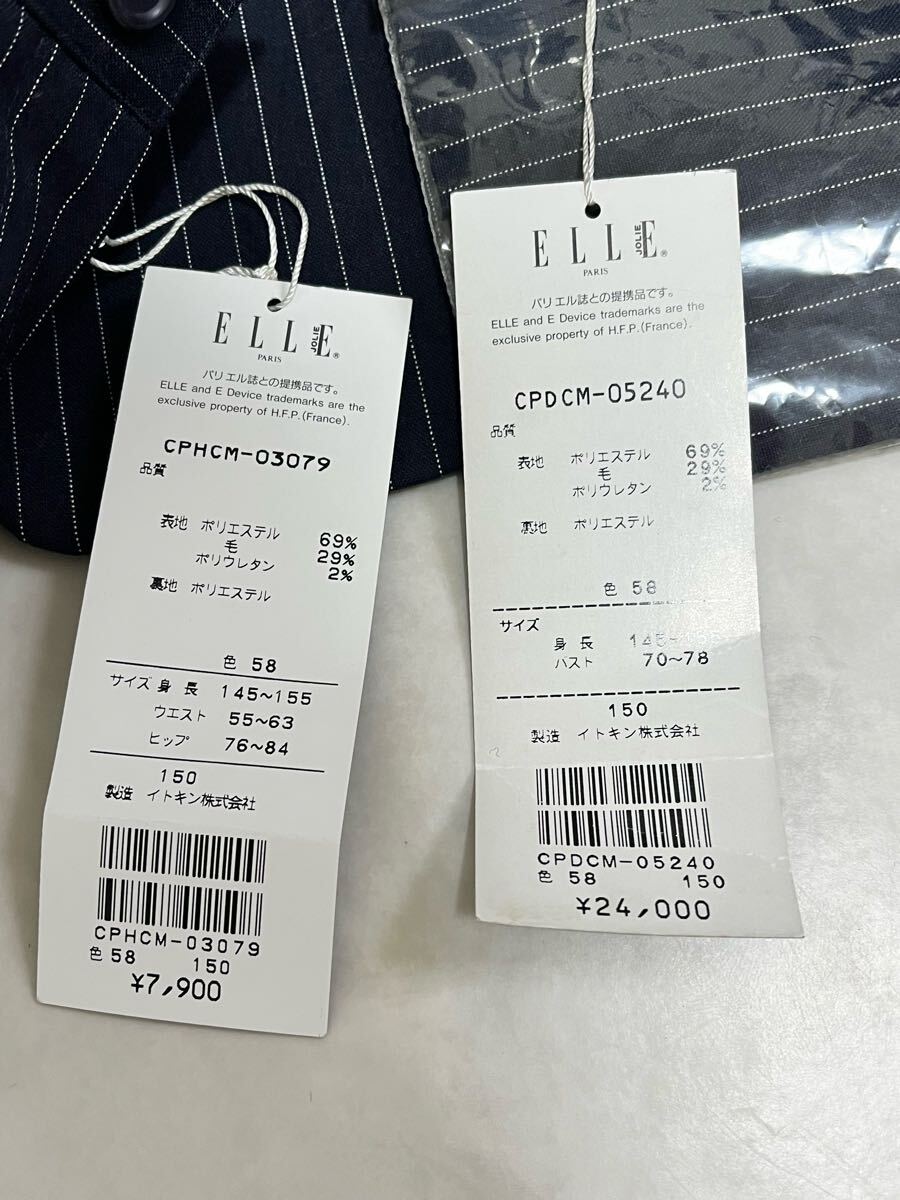 ELLE JOLIE ®
PARIS
パリ エル誌との提携品です。
ELLE and E Device trademarks are the
exclusive property of H.F.P.(France).
CPHCM-03079
品質
表地 ポリエステル 69%
毛 29%
ポリウレタン 2%
裏地 ポリエステル
色 58
サイズ 身長 145~155
ウエスト 55~63
ヒップ 76~84
150
製造 イトキン株式会社
CPHCM-03079
色 58 150
¥7,900
ELLE JOLIE ®
PARIS
パリ エル誌との提携品です。
ELLE and E Device trademarks are the
exclusive property of H.F.P.(France).
CPDCM-05240
品質
表地 ポリエステル 69%
毛 29%
ポリウレタン 2%
裏地 ポリエステル
色 58
サイズ
身長 145~
バスト 70~78
150
製造 イトキン株式会社
CPDCM-05240
色 58 150
¥24,000